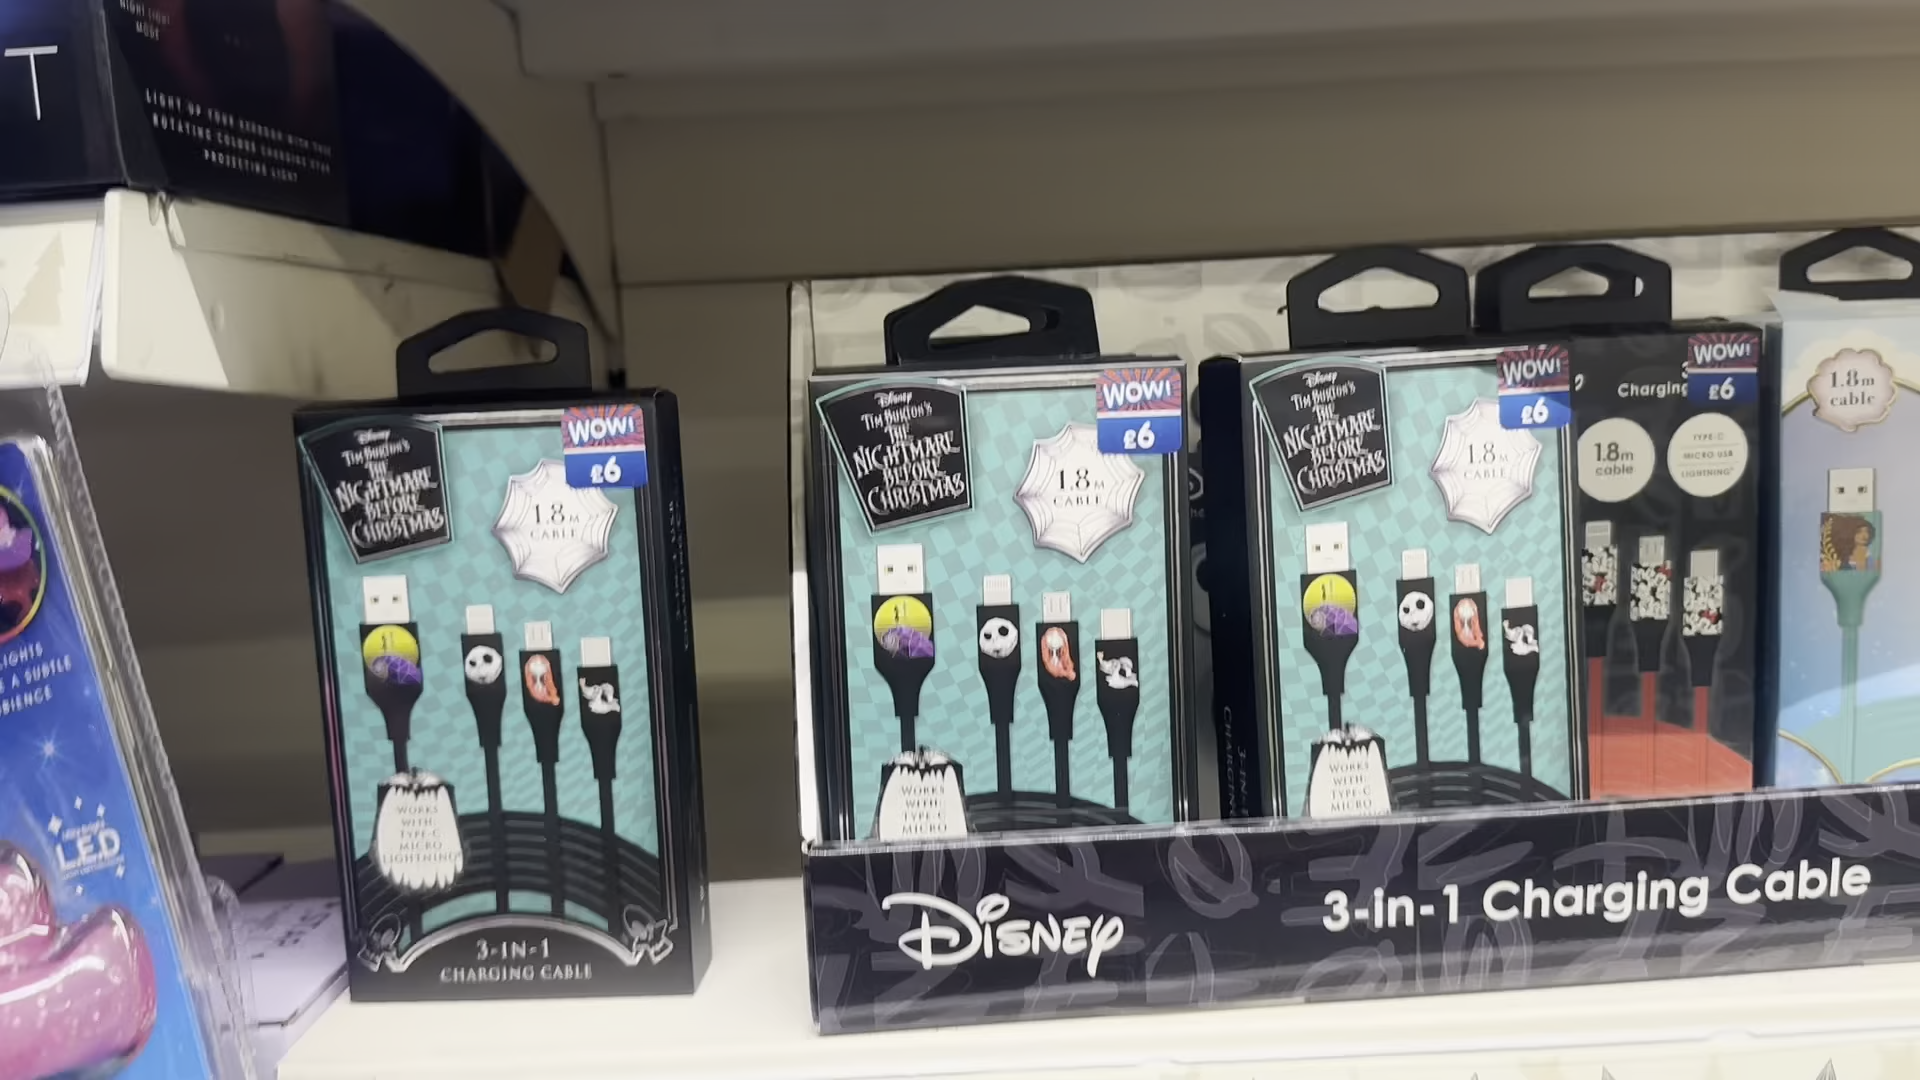 T
NIGHT LIGHT
MODE
LIGHT UP YOUR BEDROOM WITH THIS
ROTATING COLOUR CHANGING STAR
PROJECTING LIGHT
LIGHTS
A SUBTLE
LED
Disney
TIM BURTON'S
THE
NIGHTMARE
BEFORE
CHRISTMAS
WOW!
£6
1.8M
CABLE
WORKS
WITH:
TYPE-C
MICRO
LIGHTNING
3-IN-1
CHARGING CABLE
Disney
TIM BURTON'S
THE
NIGHTMARE
BEFORE
CHRISTMAS
WOW!
£6
1.8M
CABLE
WORKS
WITH:
TYPE-C
MICRO
Disney
TIM BURTON'S
THE
NIGHTMARE
BEFORE
CHRISTMAS
WOW!
£6
1.8M
CABLE
WORKS
WITH:
TYPE-C
MICRO
Charging
WOW!
£6
1.8m
cable
TYPE-C
MICRO USB
LIGHTNING
1.8m
cable
Disney
3-in-1 Charging Cable